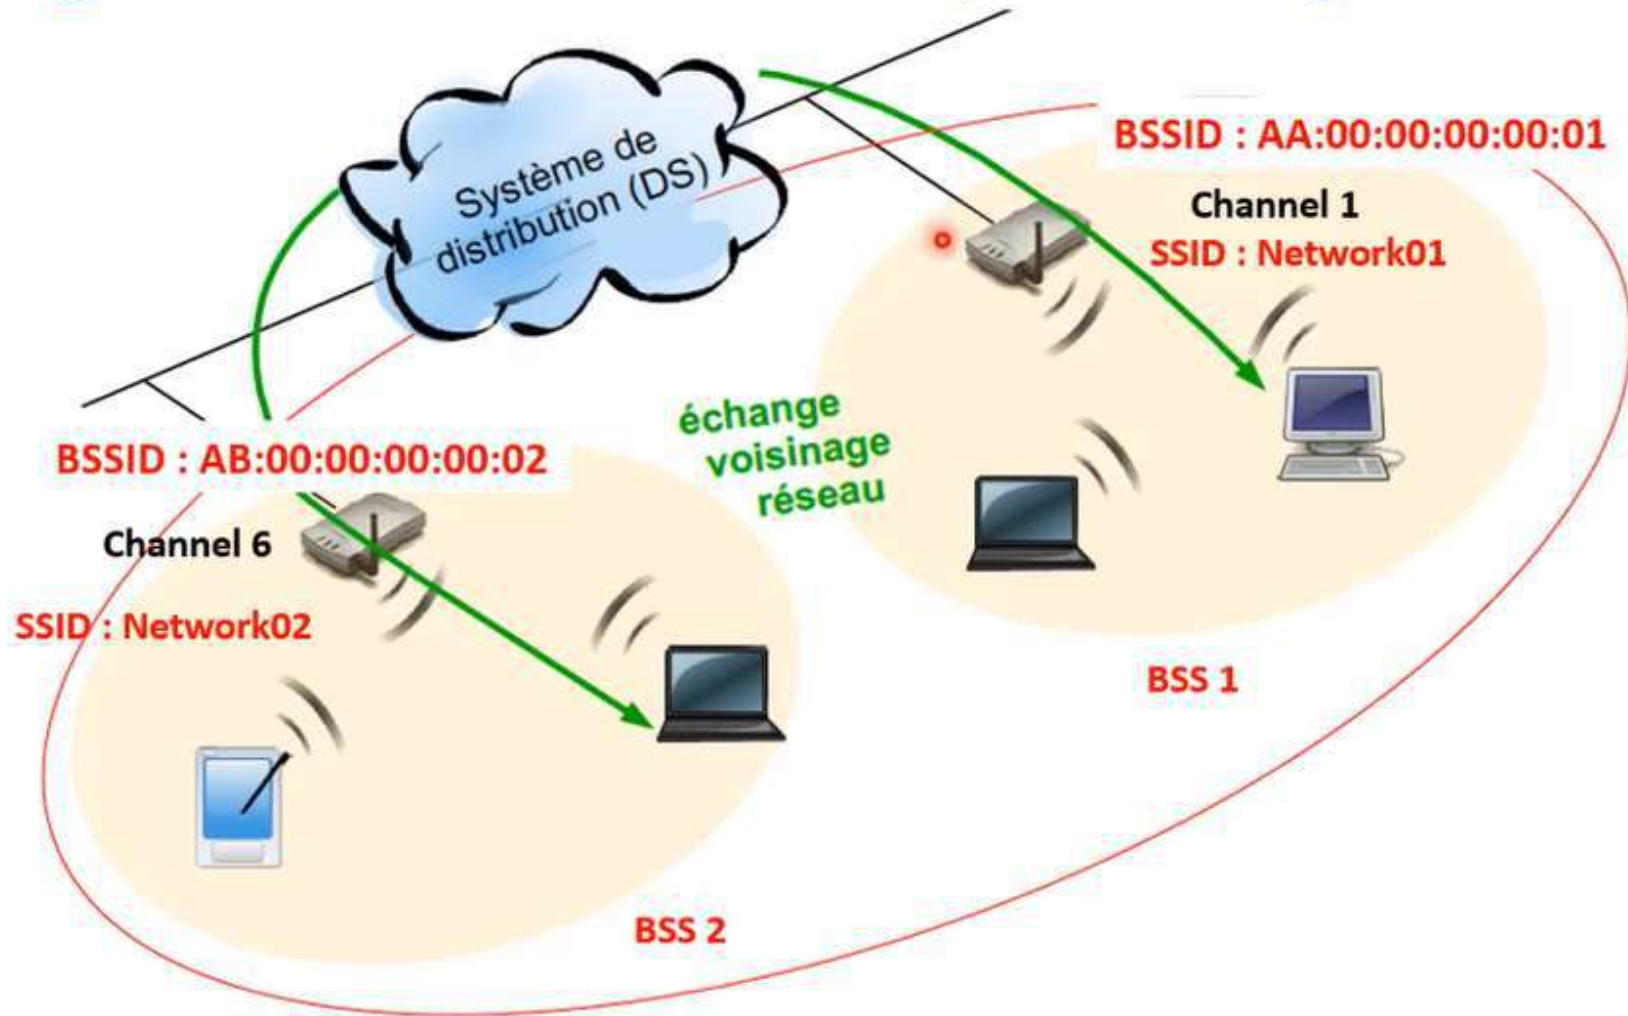 Système de
distribution (DS)
BSSID : AA:00:00:00:00:01
Channel 1
SSID : Network01
échange
voisinage
réseau
BSSID : AB:00:00:00:00:02
Channel 6
SSID : Network02
BSS 1
BSS 2